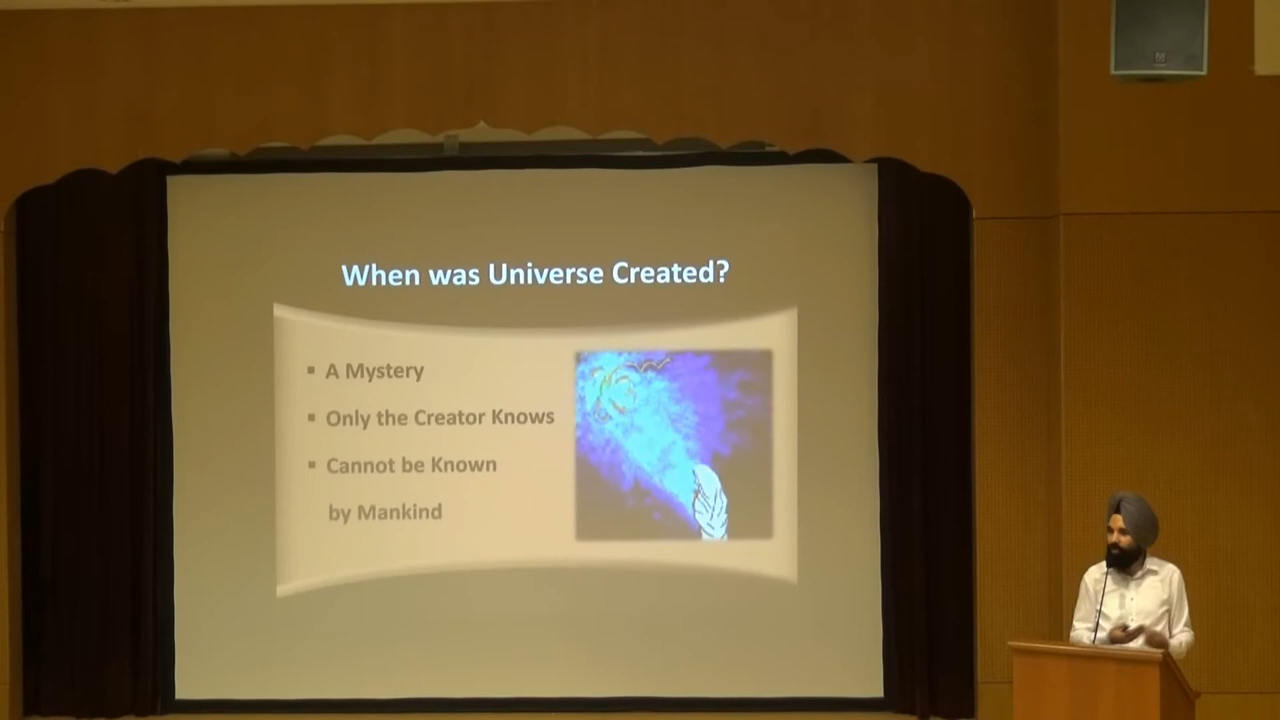 When was Universe Created?
▪ A Mystery
▪ Only the Creator Knows
▪ Cannot be Known
by Mankind